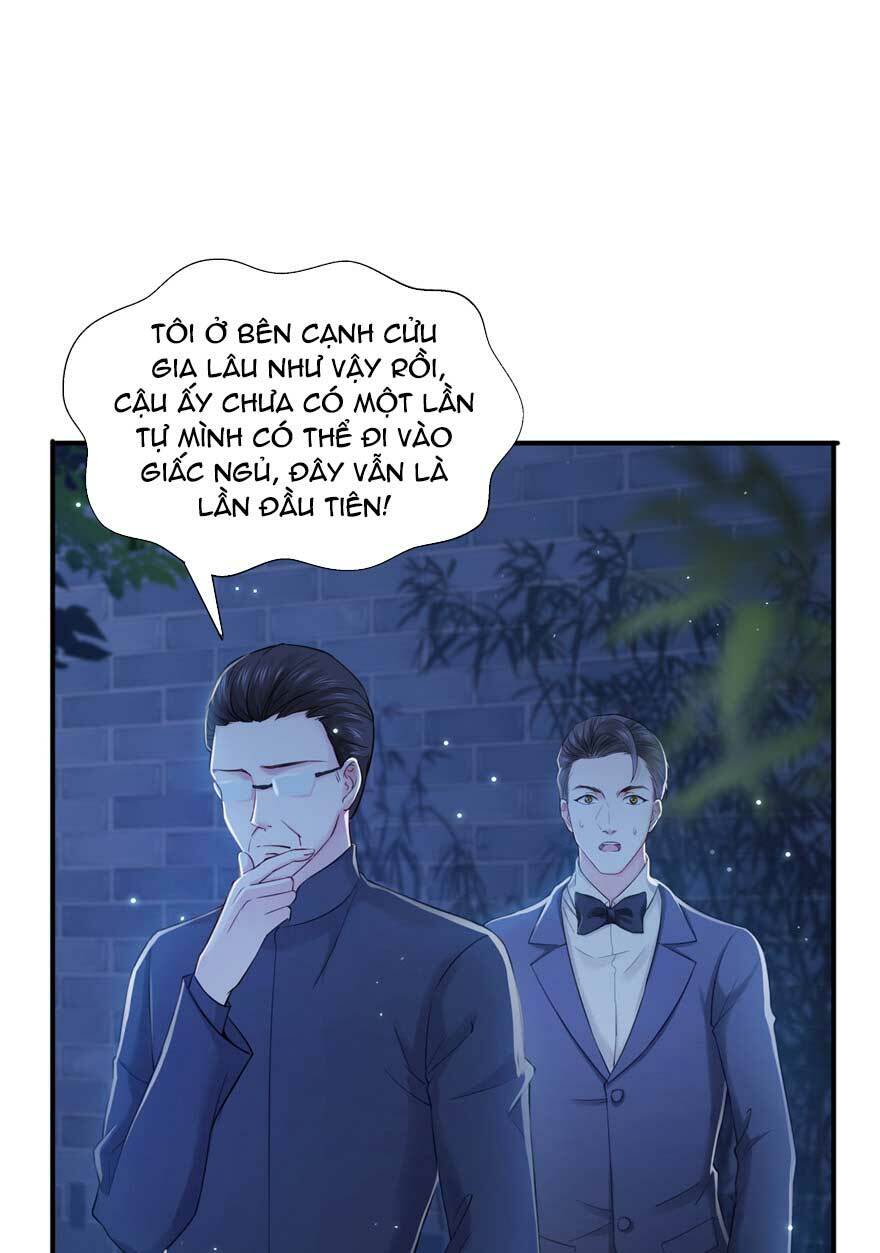 TÔI Ở BÊN CẠNH CỬU
GIA LÂU NHƯ VẬY RỒI,
CẬU ẤY CHƯA CÓ MỘT LẦN
TỰ MÌNH CÓ THỂ ĐI VÀO
GIẤC NGỦ, ĐÂY VẪN LÀ
LẦN ĐẦU TIÊN!